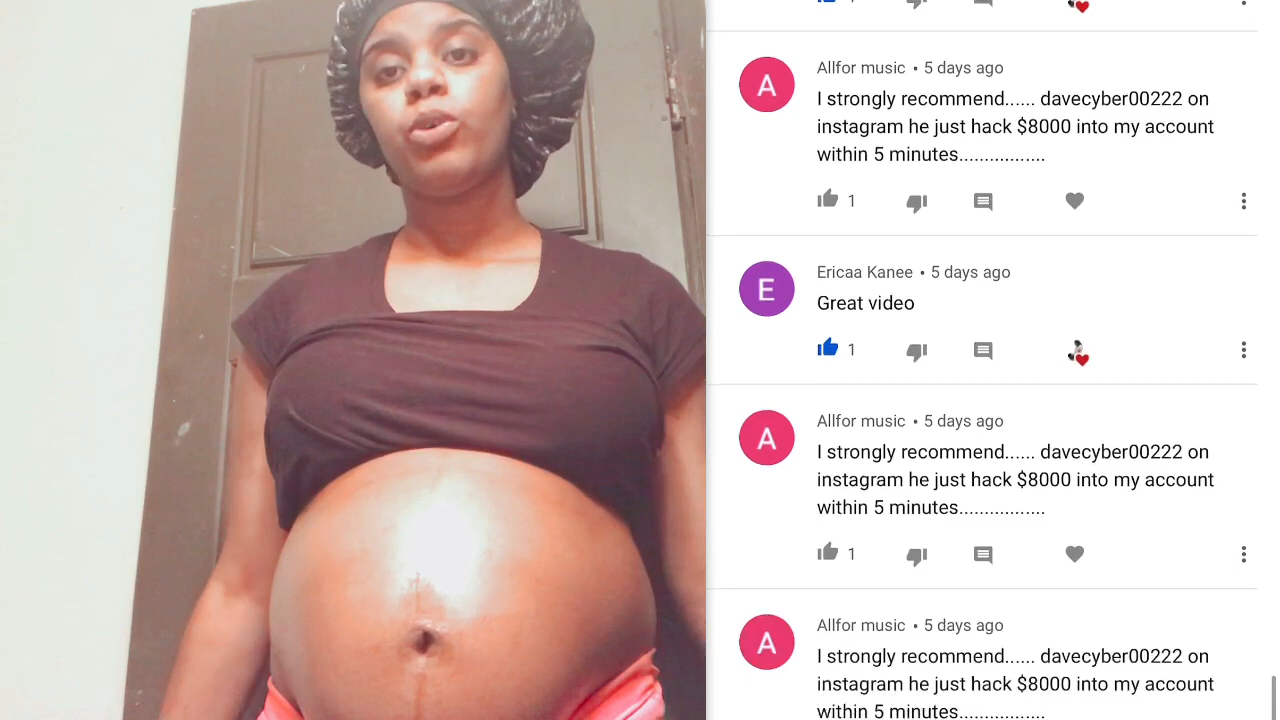 1
Allfor music • 5 days ago
A
I strongly recommend...... davecyber00222 on
instagram he just hack $8000 into my account
within 5 minutes.................
1
Ericaa Kanee • 5 days ago
E
Great video
1
Allfor music • 5 days ago
A
I strongly recommend...... davecyber00222 on
instagram he just hack $8000 into my account
within 5 minutes.................
1
Allfor music • 5 days ago
A
I strongly recommend...... davecyber00222 on
instagram he just hack $8000 into my account
within 5 minutes.................